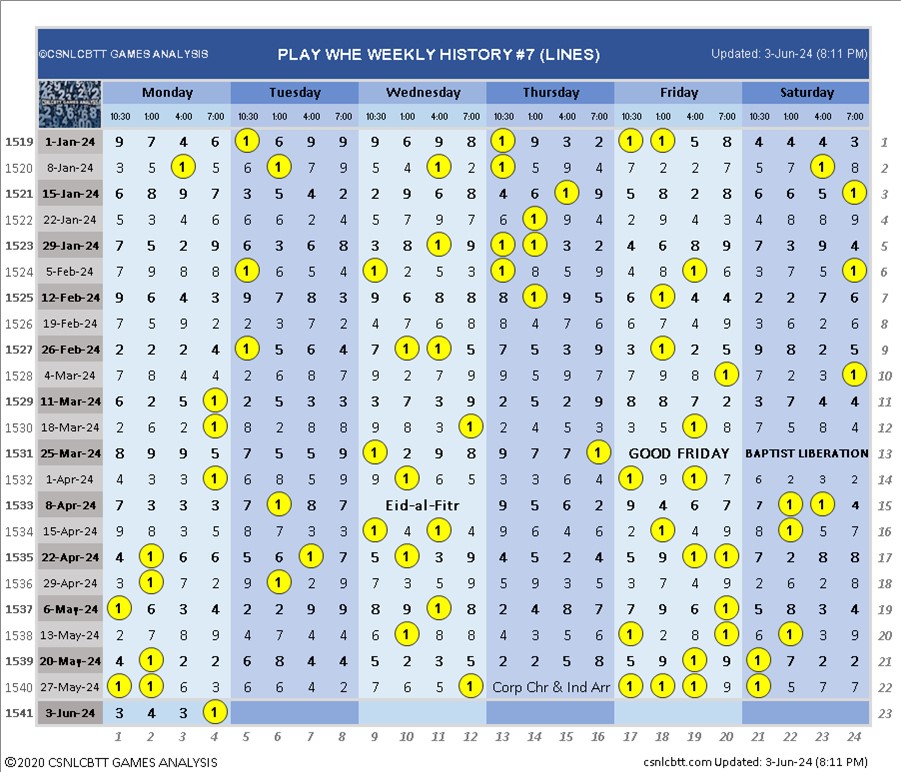 ©CSNLCBTT GAMES ANALYSIS PLAY WHE WEEKLY HISTORY #7 (LINES) Updated: 3-Jun-24 (8:11 PM)
Monday Tuesday Wednesday Thursday Friday Saturday
10:30 1:00 4:00 7:00 10:30 1:00 4:00 7:00 10:30 1:00 4:00 7:00 10:30 1:00 4:00 7:00 10:30 1:00 4:00 7:00 10:30 1:00 4:00 7:00
1519 1-Jan-24 9 7 4 6 1 6 9 9 9 6 9 8 1 9 3 2 1 1 5 8 4 4 4 3 1
1520 8-Jan-24 3 5 1 5 6 1 7 9 5 4 1 2 1 5 9 4 7 2 2 7 5 7 1 8 2
1521 15-Jan-24 6 8 9 7 3 5 4 2 2 9 6 8 4 6 1 9 5 8 2 8 6 6 5 1 3
1522 22-Jan-24 5 3 4 6 6 6 2 4 5 7 9 7 6 1 9 4 2 9 4 3 4 8 8 9 4
1523 29-Jan-24 7 5 2 9 6 3 6 8 3 8 1 9 1 1 3 2 4 6 8 9 7 3 9 4 5
1524 5-Feb-24 7 9 8 8 1 6 5 4 1 2 5 3 1 8 5 9 4 8 1 4 3 7 5 1 6
1525 12-Feb-24 9 6 4 3 9 7 8 3 9 6 8 8 8 1 9 5 6 1 4 4 2 2 7 6 7
1526 19-Feb-24 7 5 9 2 2 3 7 2 4 7 6 8 8 4 7 6 6 7 4 9 3 6 2 6 8
1527 26-Feb-24 2 2 2 4 1 5 6 4 7 1 1 5 7 5 3 9 3 1 2 5 9 8 2 5 9
1528 4-Mar-24 7 8 4 4 2 6 8 7 9 2 7 9 9 5 9 7 7 9 8 1 7 2 3 1 10
1529 11-Mar-24 6 2 5 1 2 5 3 3 3 7 3 9 2 5 2 9 8 8 7 2 3 7 4 4 11
1530 18-Mar-24 2 6 2 1 8 2 8 8 9 8 3 1 2 4 5 3 5 3 1 8 7 5 8 4 12
1531 25-Mar-24 8 9 9 5 7 5 5 9 1 2 9 8 9 7 7 1 GOOD FRIDAY BAPTIST LIBERATION 13
1532 1-Apr-24 4 3 3 1 6 8 5 9 9 1 6 5 3 3 6 4 1 9 1 7 6 2 3 2 14
1533 8-Apr-24 7 3 3 3 7 1 8 7 Eid-al-Fitr 9 5 6 2 9 4 6 7 7 1 1 4 15
1534 15-Apr-24 9 8 3 5 8 7 3 3 1 4 1 4 9 6 4 6 6 1 9 4 8 1 5 7 16
1535 22-Apr-24 4 1 6 6 5 6 1 7 5 1 3 9 4 5 2 4 5 9 1 1 7 2 8 8 17
1536 29-Apr-24 3 1 7 2 9 1 2 9 7 3 5 9 5 9 3 5 3 7 4 9 2 6 2 8 18
1537 6-May-24 1 6 3 4 2 2 9 9 8 9 1 8 2 4 8 7 7 9 6 1 5 8 3 4 19
1538 13-May-24 2 7 8 9 4 7 4 4 6 1 8 8 4 3 5 6 1 2 8 1 6 1 3 9 20
1539 20-May-24 4 1 2 2 6 8 4 4 5 2 3 5 2 2 5 8 5 9 1 9 1 7 2 2 21
1540 27-May-24 1 1 6 3 6 6 4 2 7 6 5 1 Corp Chr & Ind Arr 1 1 1 9 1 5 7 7 22
1541 3-Jun-24 3 4 3 1 23
1 2 3 4 5 6 7 8 9 10 11 12 13 14 15 16 17 18 19 20 21 22 23 24
©2020 CSNLCBTT GAMES ANALYSIS csnlcbtt.com Updated: 3-Jun-24 (8:11 PM)